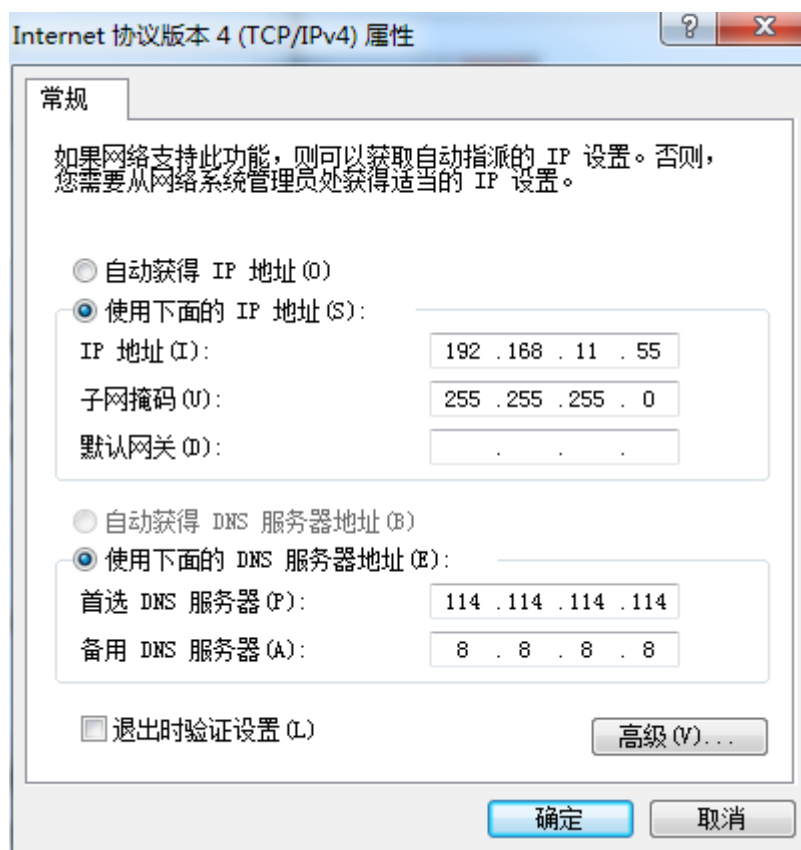 Internet 协议版本 4 (TCP/IPv4) 属性
常规
如果网络支持此功能，则可以获取自动指派的 IP 设置。否则，
您需要从网络系统管理员处获得适当的 IP 设置。
自动获得 IP 地址(O)
使用下面的 IP 地址(S):
IP 地址(I): 192 . 168 . 11 . 55
子网掩码(U): 255 . 255 . 255 . 0
默认网关(D): . . .
自动获得 DNS 服务器地址(B)
使用下面的 DNS 服务器地址(E):
首选 DNS 服务器(P): 114 . 114 . 114 . 114
备用 DNS 服务器(A): 8 . 8 . 8 . 8
退出时验证设置(L)
高级(V)...
确定 取消